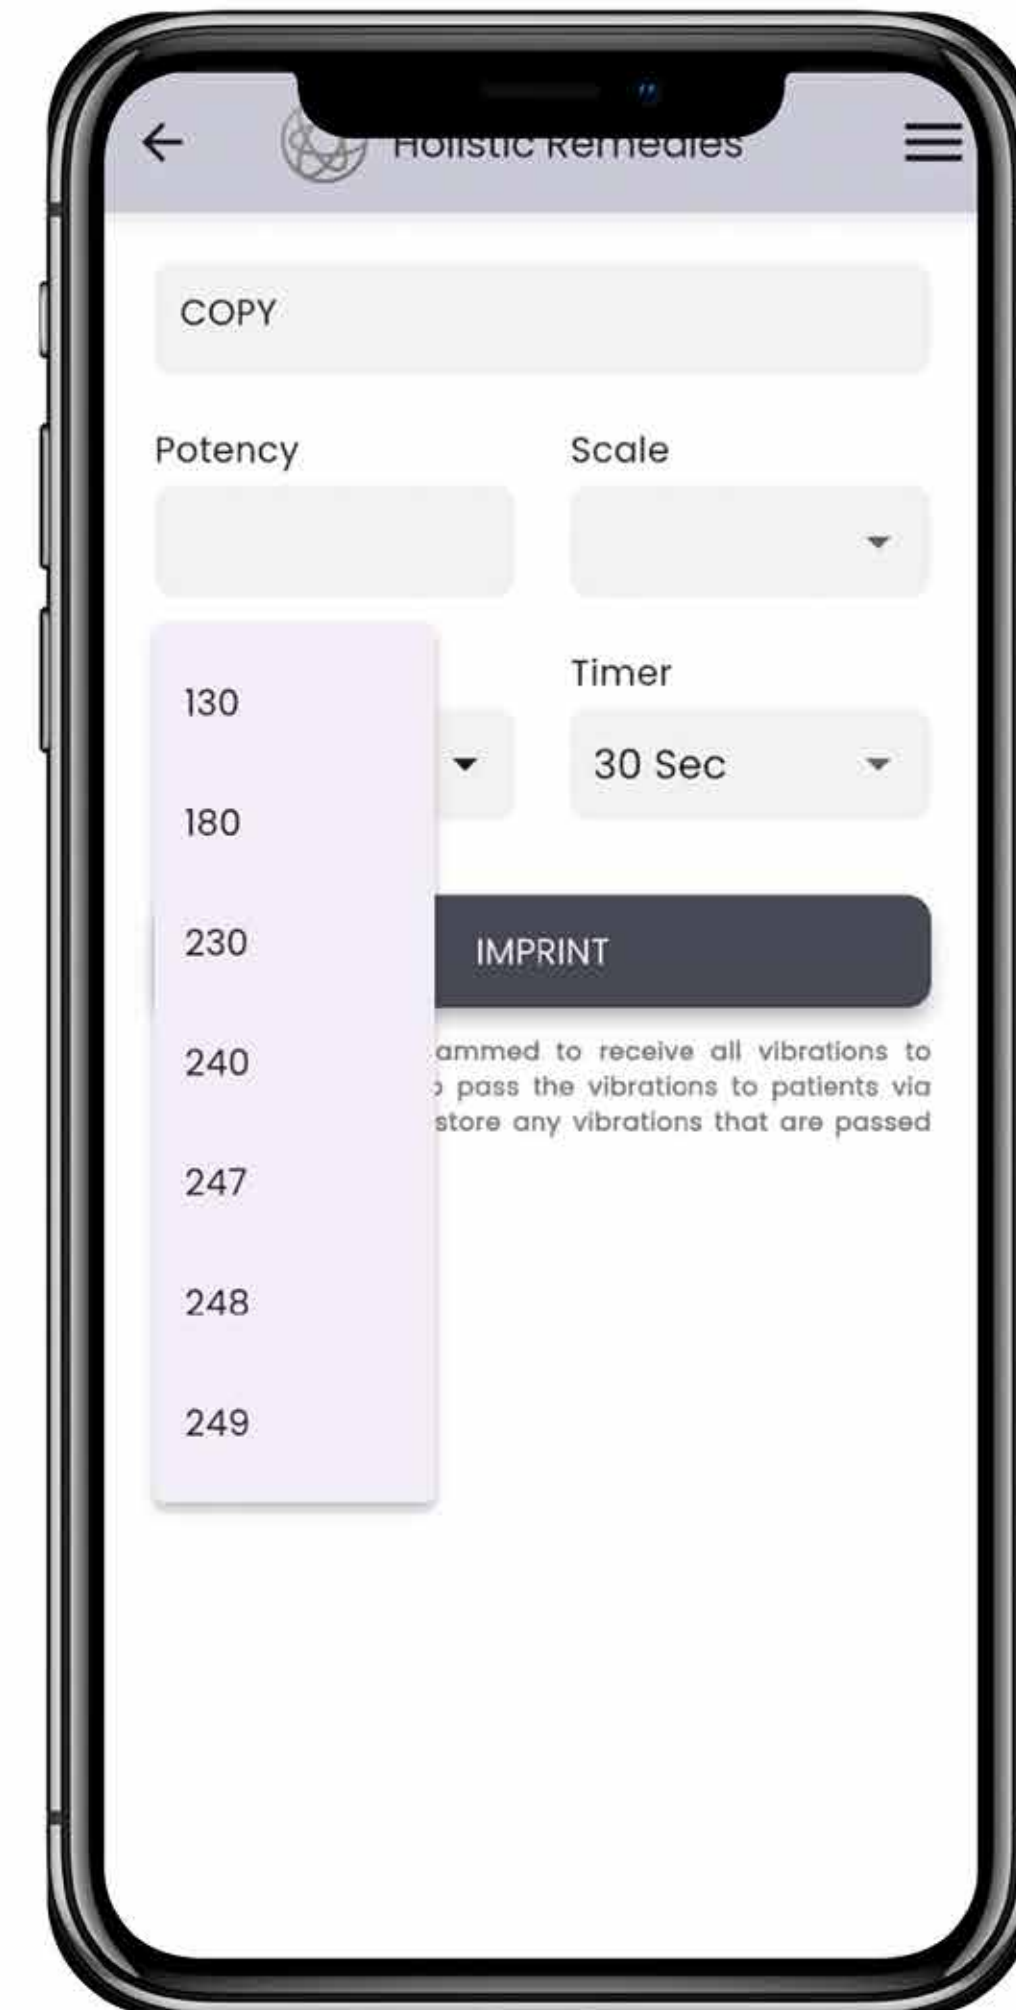 Holistic Remedies
COPY
Potency
Scale
Timer
30 Sec
130
180
230
240
247
248
249
IMPRINT
to receive all vibrations to
pass the vibrations to patients via
store any vibrations that are passed